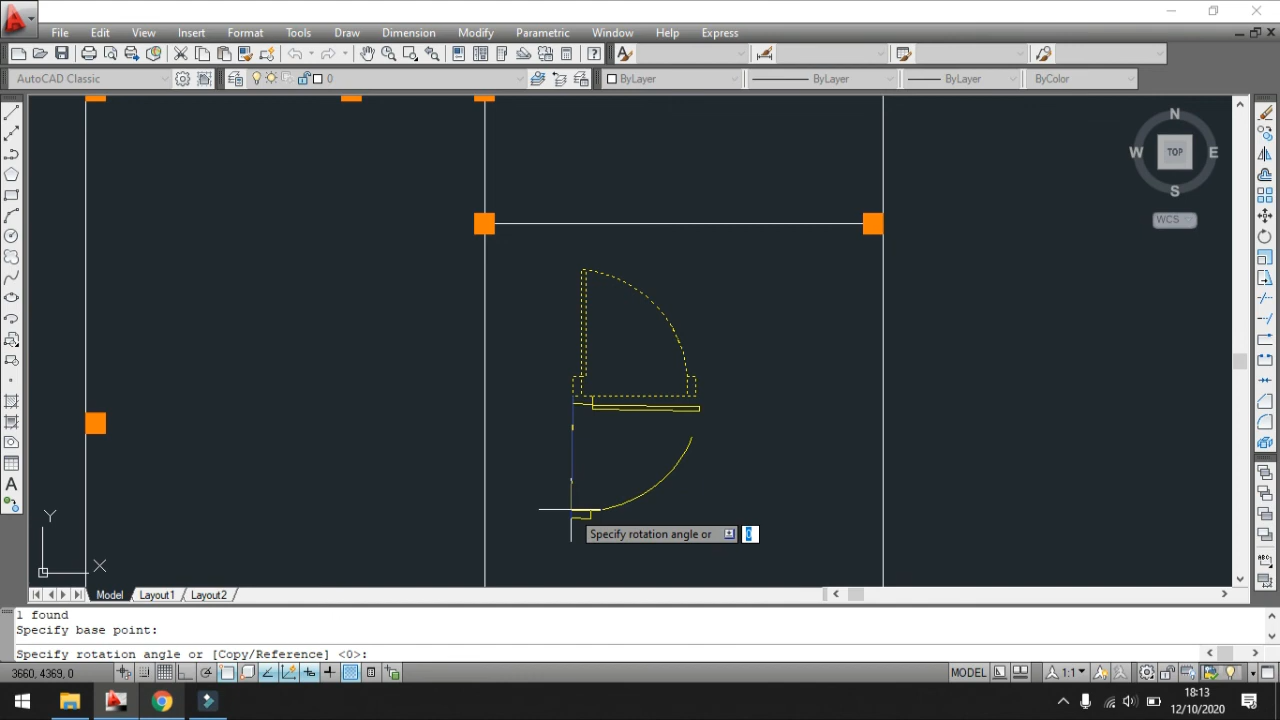 File Edit View Insert Format Tools Draw Dimension Modify Parametric Window Help Express
AutoCAD Classic 0 ByLayer ByLayer ByLayer ByColor
N
W TOP E
S
WCS
Y
X
Specify rotation angle or 0
Model Layout1 Layout2
1 found
Specify base point:
Specify rotation angle or [Copy/Reference] <0>:
3660, 4369, 0 MODEL 1:1
18:13
12/10/2020